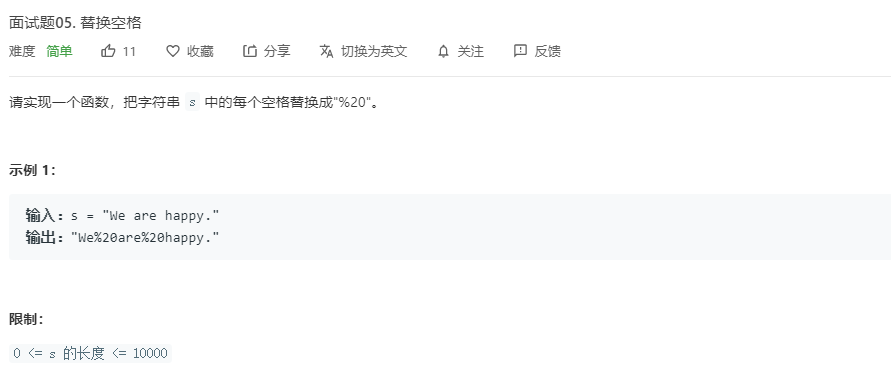 面试题05. 替换空格
难度 简单 11 收藏 分享 切换为英文 关注 反馈
请实现一个函数，把字符串 s 中的每个空格替换成"%20"。
示例 1：
输入：s = "We are happy."
输出："We%20are%20happy."
限制：
0 <= s 的长度 <= 10000